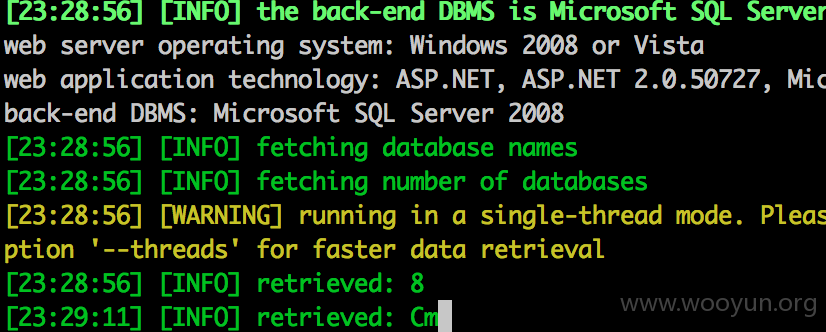 [23:28:56] [INFO] the back-end DBMS is Microsoft SQL Server
web server operating system: Windows 2008 or Vista
web application technology: ASP.NET, ASP.NET 2.0.50727, Mic
back-end DBMS: Microsoft SQL Server 2008
[23:28:56] [INFO] fetching database names
[23:28:56] [INFO] fetching number of databases
[23:28:56] [WARNING] running in a single-thread mode. Pleas
ption '--threads' for faster data retrieval
[23:28:56] [INFO] retrieved: 8
[23:29:11] [INFO] retrieved: Cm
www.wooyun.org